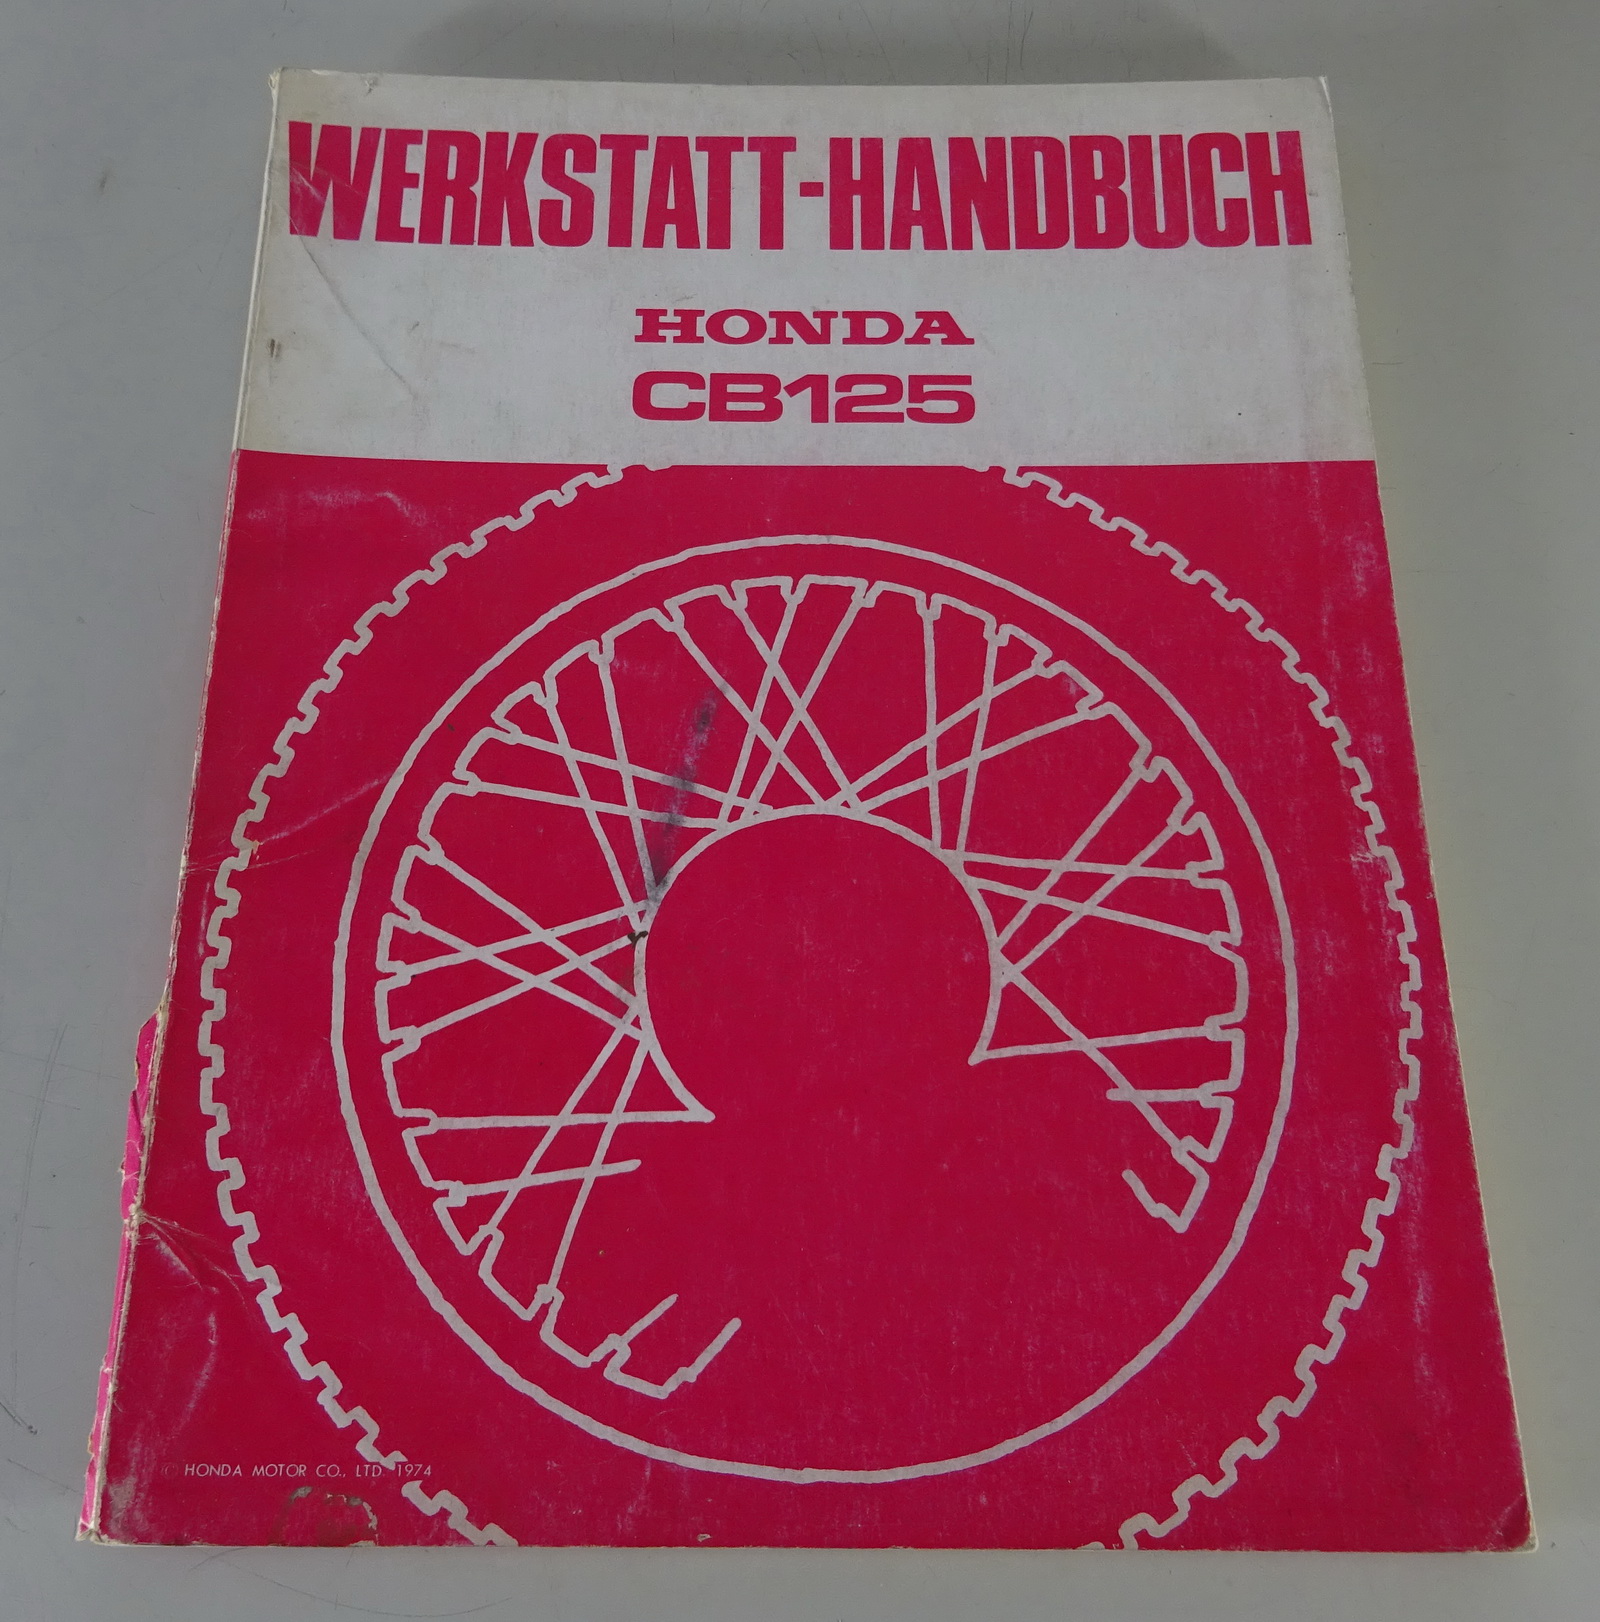 WERKSTATT-HANDBUCH
HONDA
CB125
© HONDA MOTOR CO., LTD. 1974